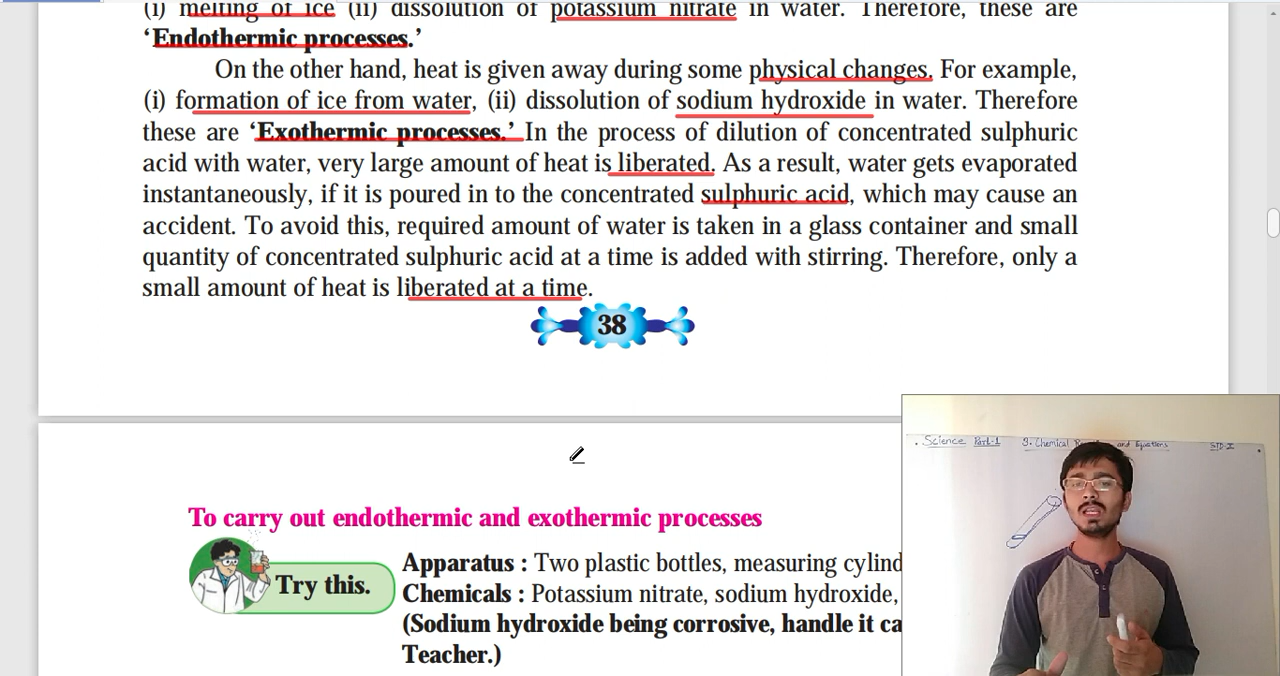 (i) melting of ice (ii) dissolution of potassium nitrate in water. Therefore, these are
‘Endothermic processes.’
On the other hand, heat is given away during some physical changes. For example,
(i) formation of ice from water, (ii) dissolution of sodium hydroxide in water. Therefore
these are ‘Exothermic processes.’ In the process of dilution of concentrated sulphuric
acid with water, very large amount of heat is liberated. As a result, water gets evaporated
instantaneously, if it is poured in to the concentrated sulphuric acid, which may cause an
accident. To avoid this, required amount of water is taken in a glass container and small
quantity of concentrated sulphuric acid at a time is added with stirring. Therefore, only a
small amount of heat is liberated at a time.
38
To carry out endothermic and exothermic processes
Try this.
Apparatus : Two plastic bottles, measuring cylind
Chemicals : Potassium nitrate, sodium hydroxide,
(Sodium hydroxide being corrosive, handle it ca
Teacher.)
. Science Part-1 3. Chemical and Equations STD-X